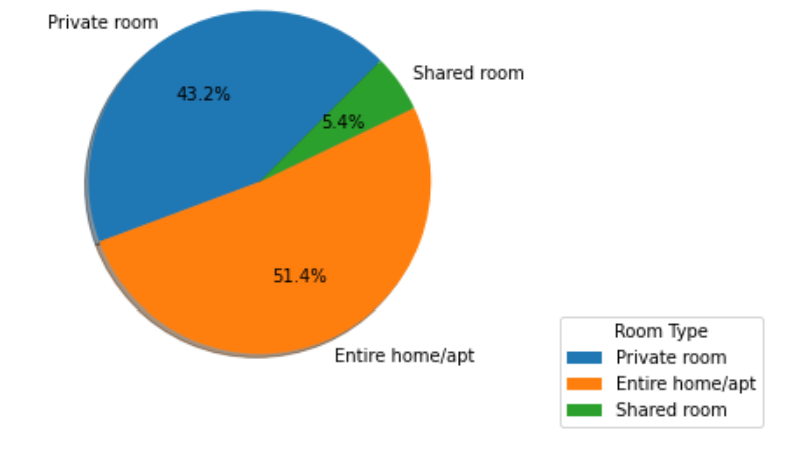 Private room
Shared room
43.2%
5.4%
51.4%
Entire home/apt
Room Type
Private room
Entire home/apt
Shared room